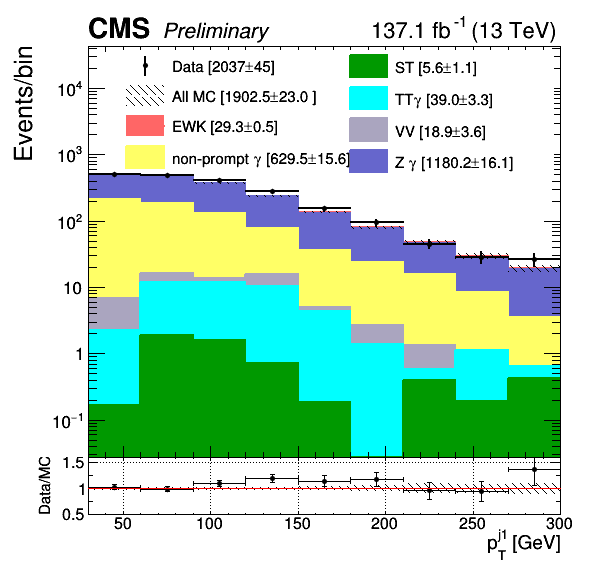 CMS Preliminary 137.1 fb⁻¹ (13 TeV)
Events/bin
Data [2037±45]
All MC [1902.5±23.0 ]
EWK [29.3±0.5]
non-prompt γ [629.5±15.6]
ST [5.6±1.1]
TTγ [39.0±3.3]
VV [18.9±3.6]
Z γ [1180.2±16.1]
10⁴
10³
10²
10
1
10⁻¹
Data/MC
1.5
1
0.5
50 100 150 200 250 300
p_T^j1 [GeV]